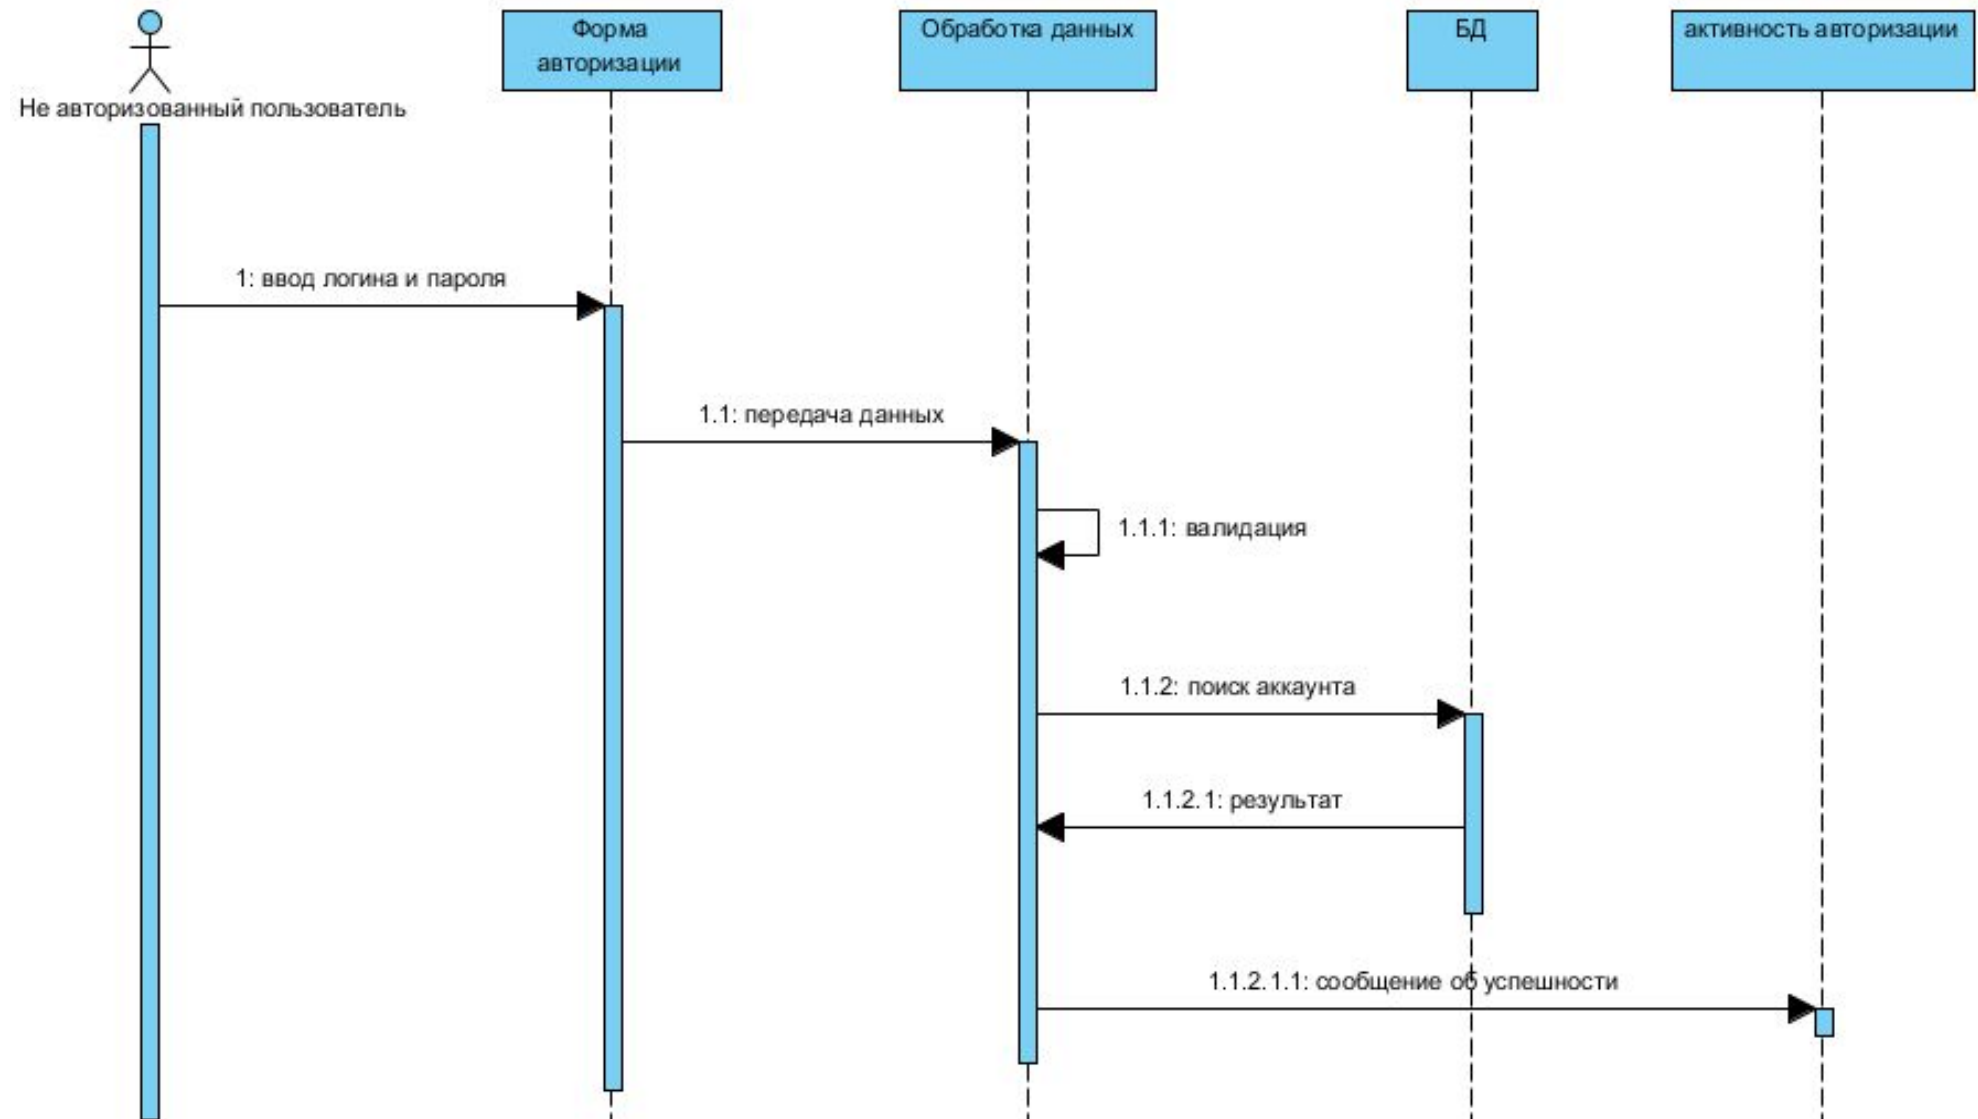 Форма
авторизации
Обработка данных
БД
активность авторизации
Не авторизованный пользователь
1: ввод логина и пароля
1.1: передача данных
1.1.1: валидация
1.1.2: поиск аккаунта
1.1.2.1: результат
1.1.2.1.1: сообщение об успешности